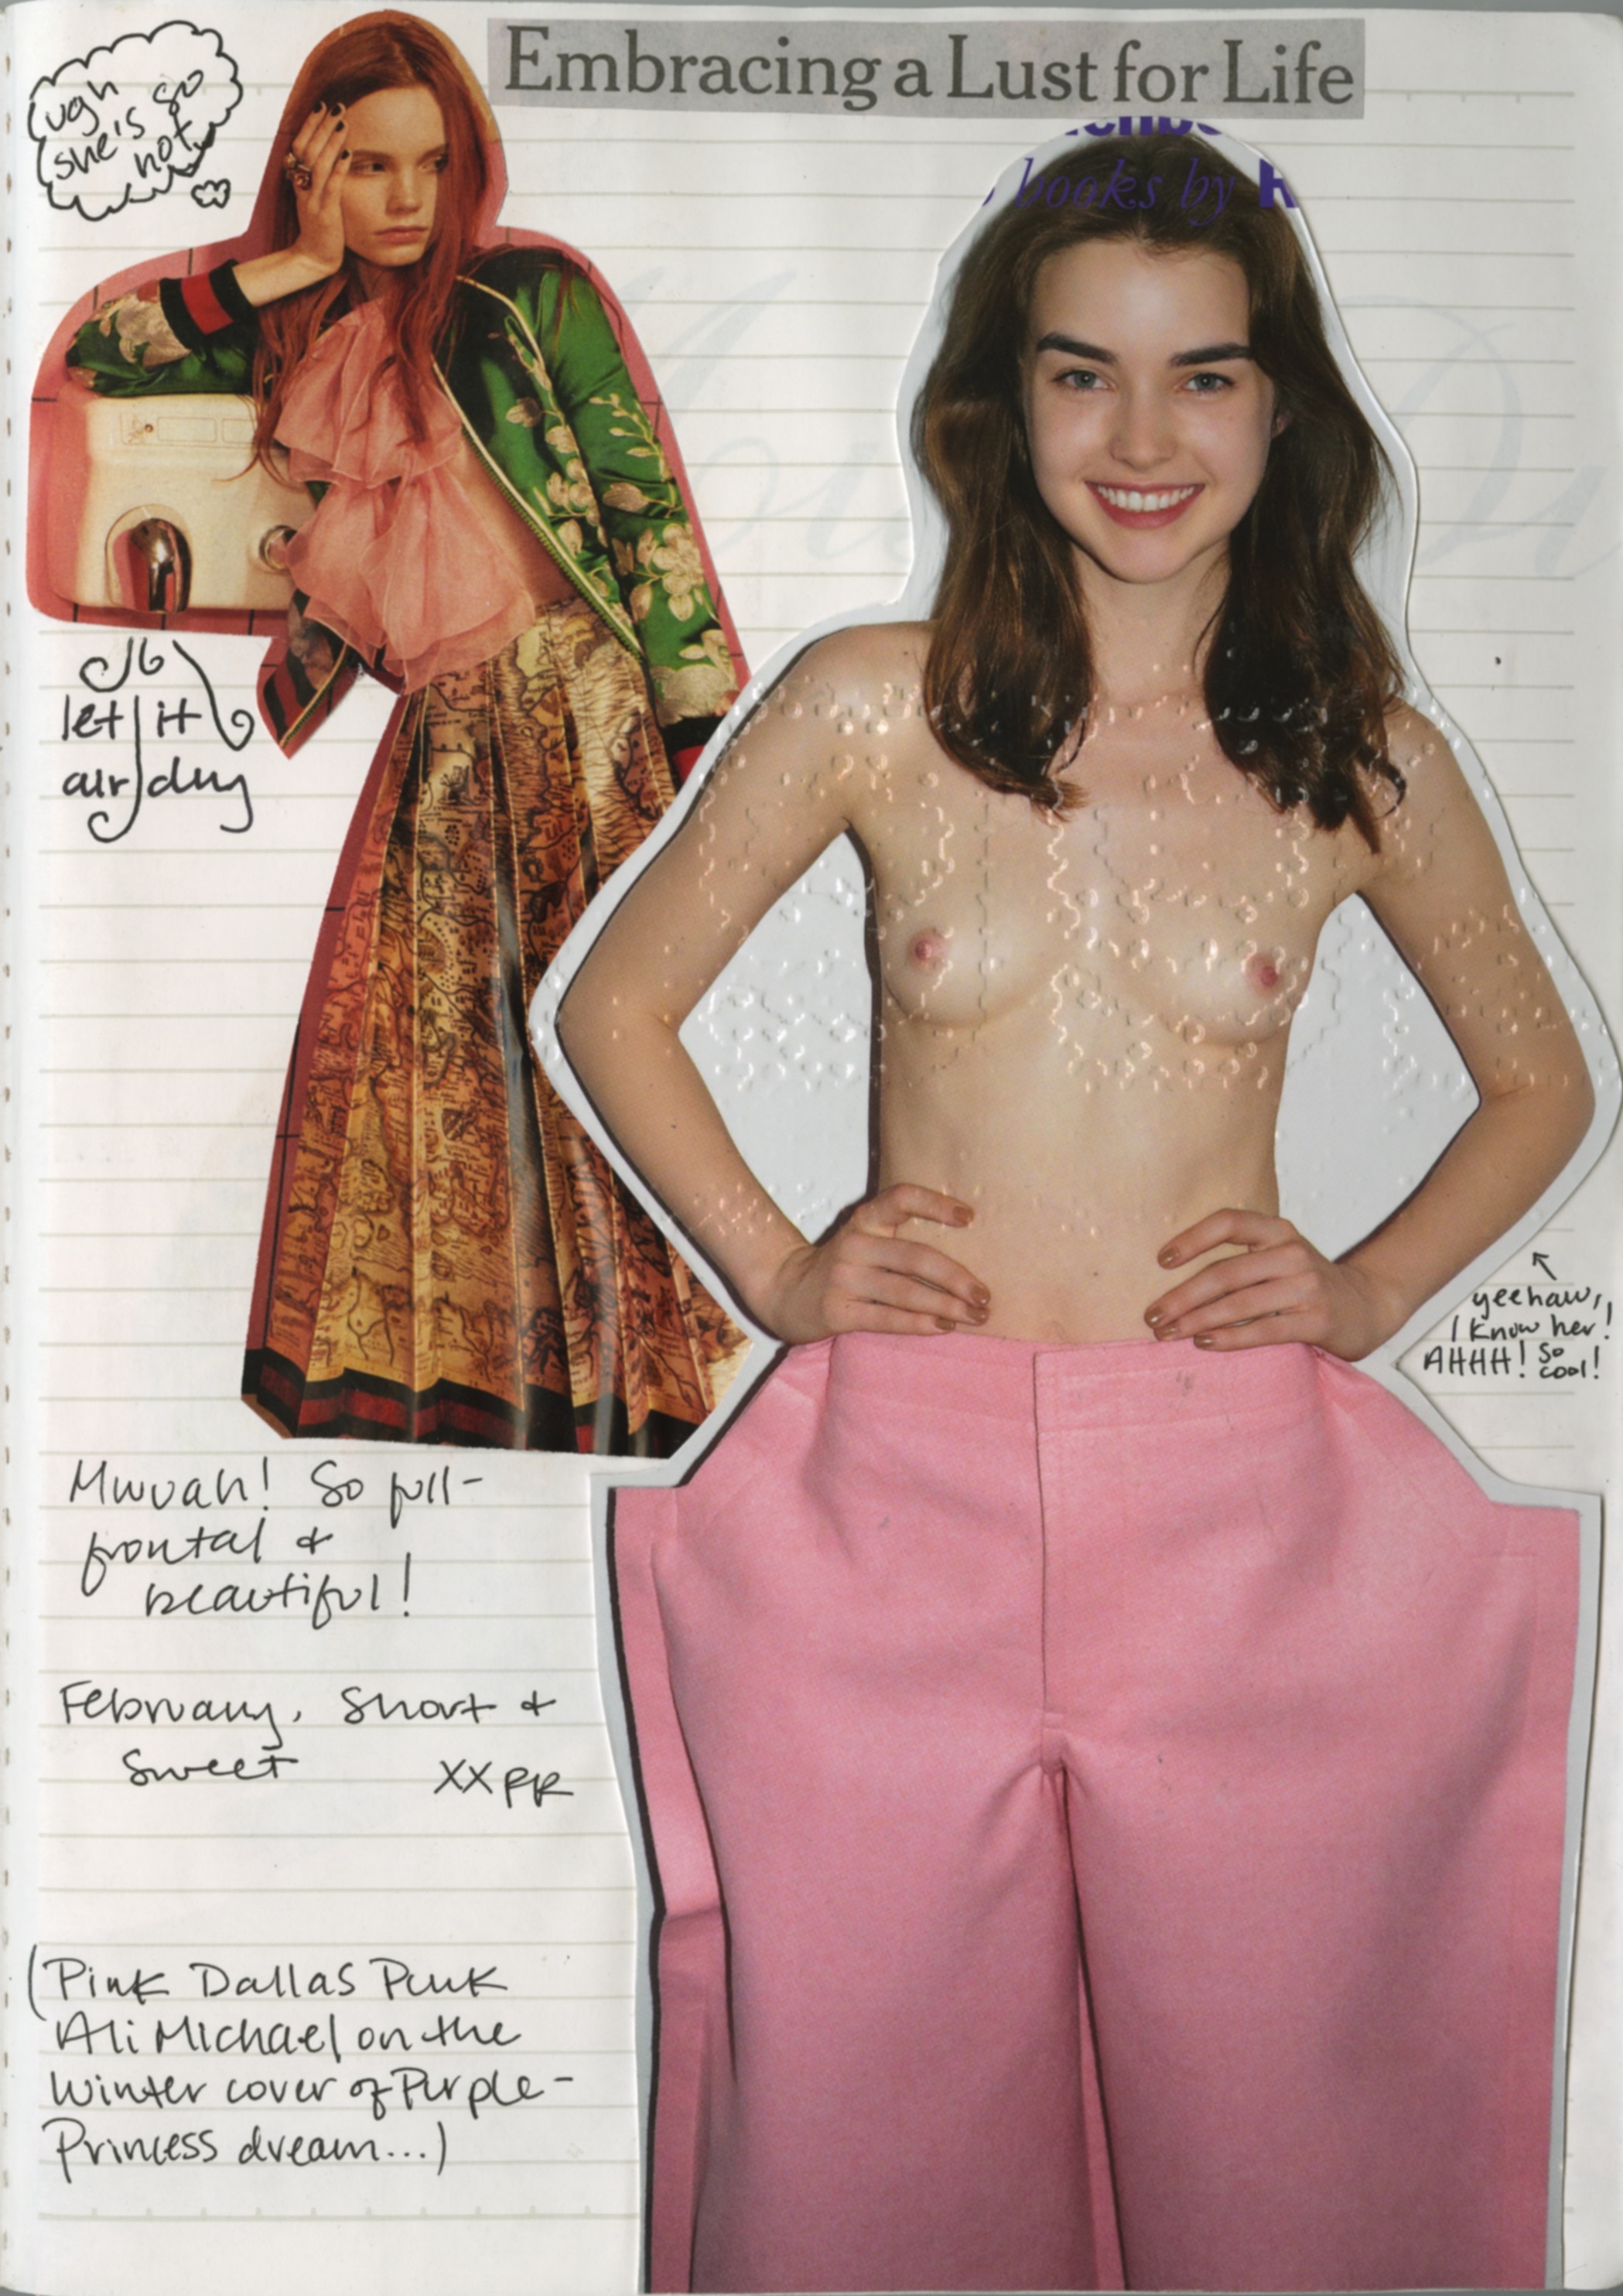 Embracing a Lust for Life
ugh
she's so
hot
books by
let it
air dry
yeehaw,
I know her!
AHHH! so
cool!
Mwuah! So full-
frontal &
beautiful!
February, short &
sweet
XX PR
(Pink Dallas Punk
Ali Michael on the
winter cover of Purple-
Princess dream...)